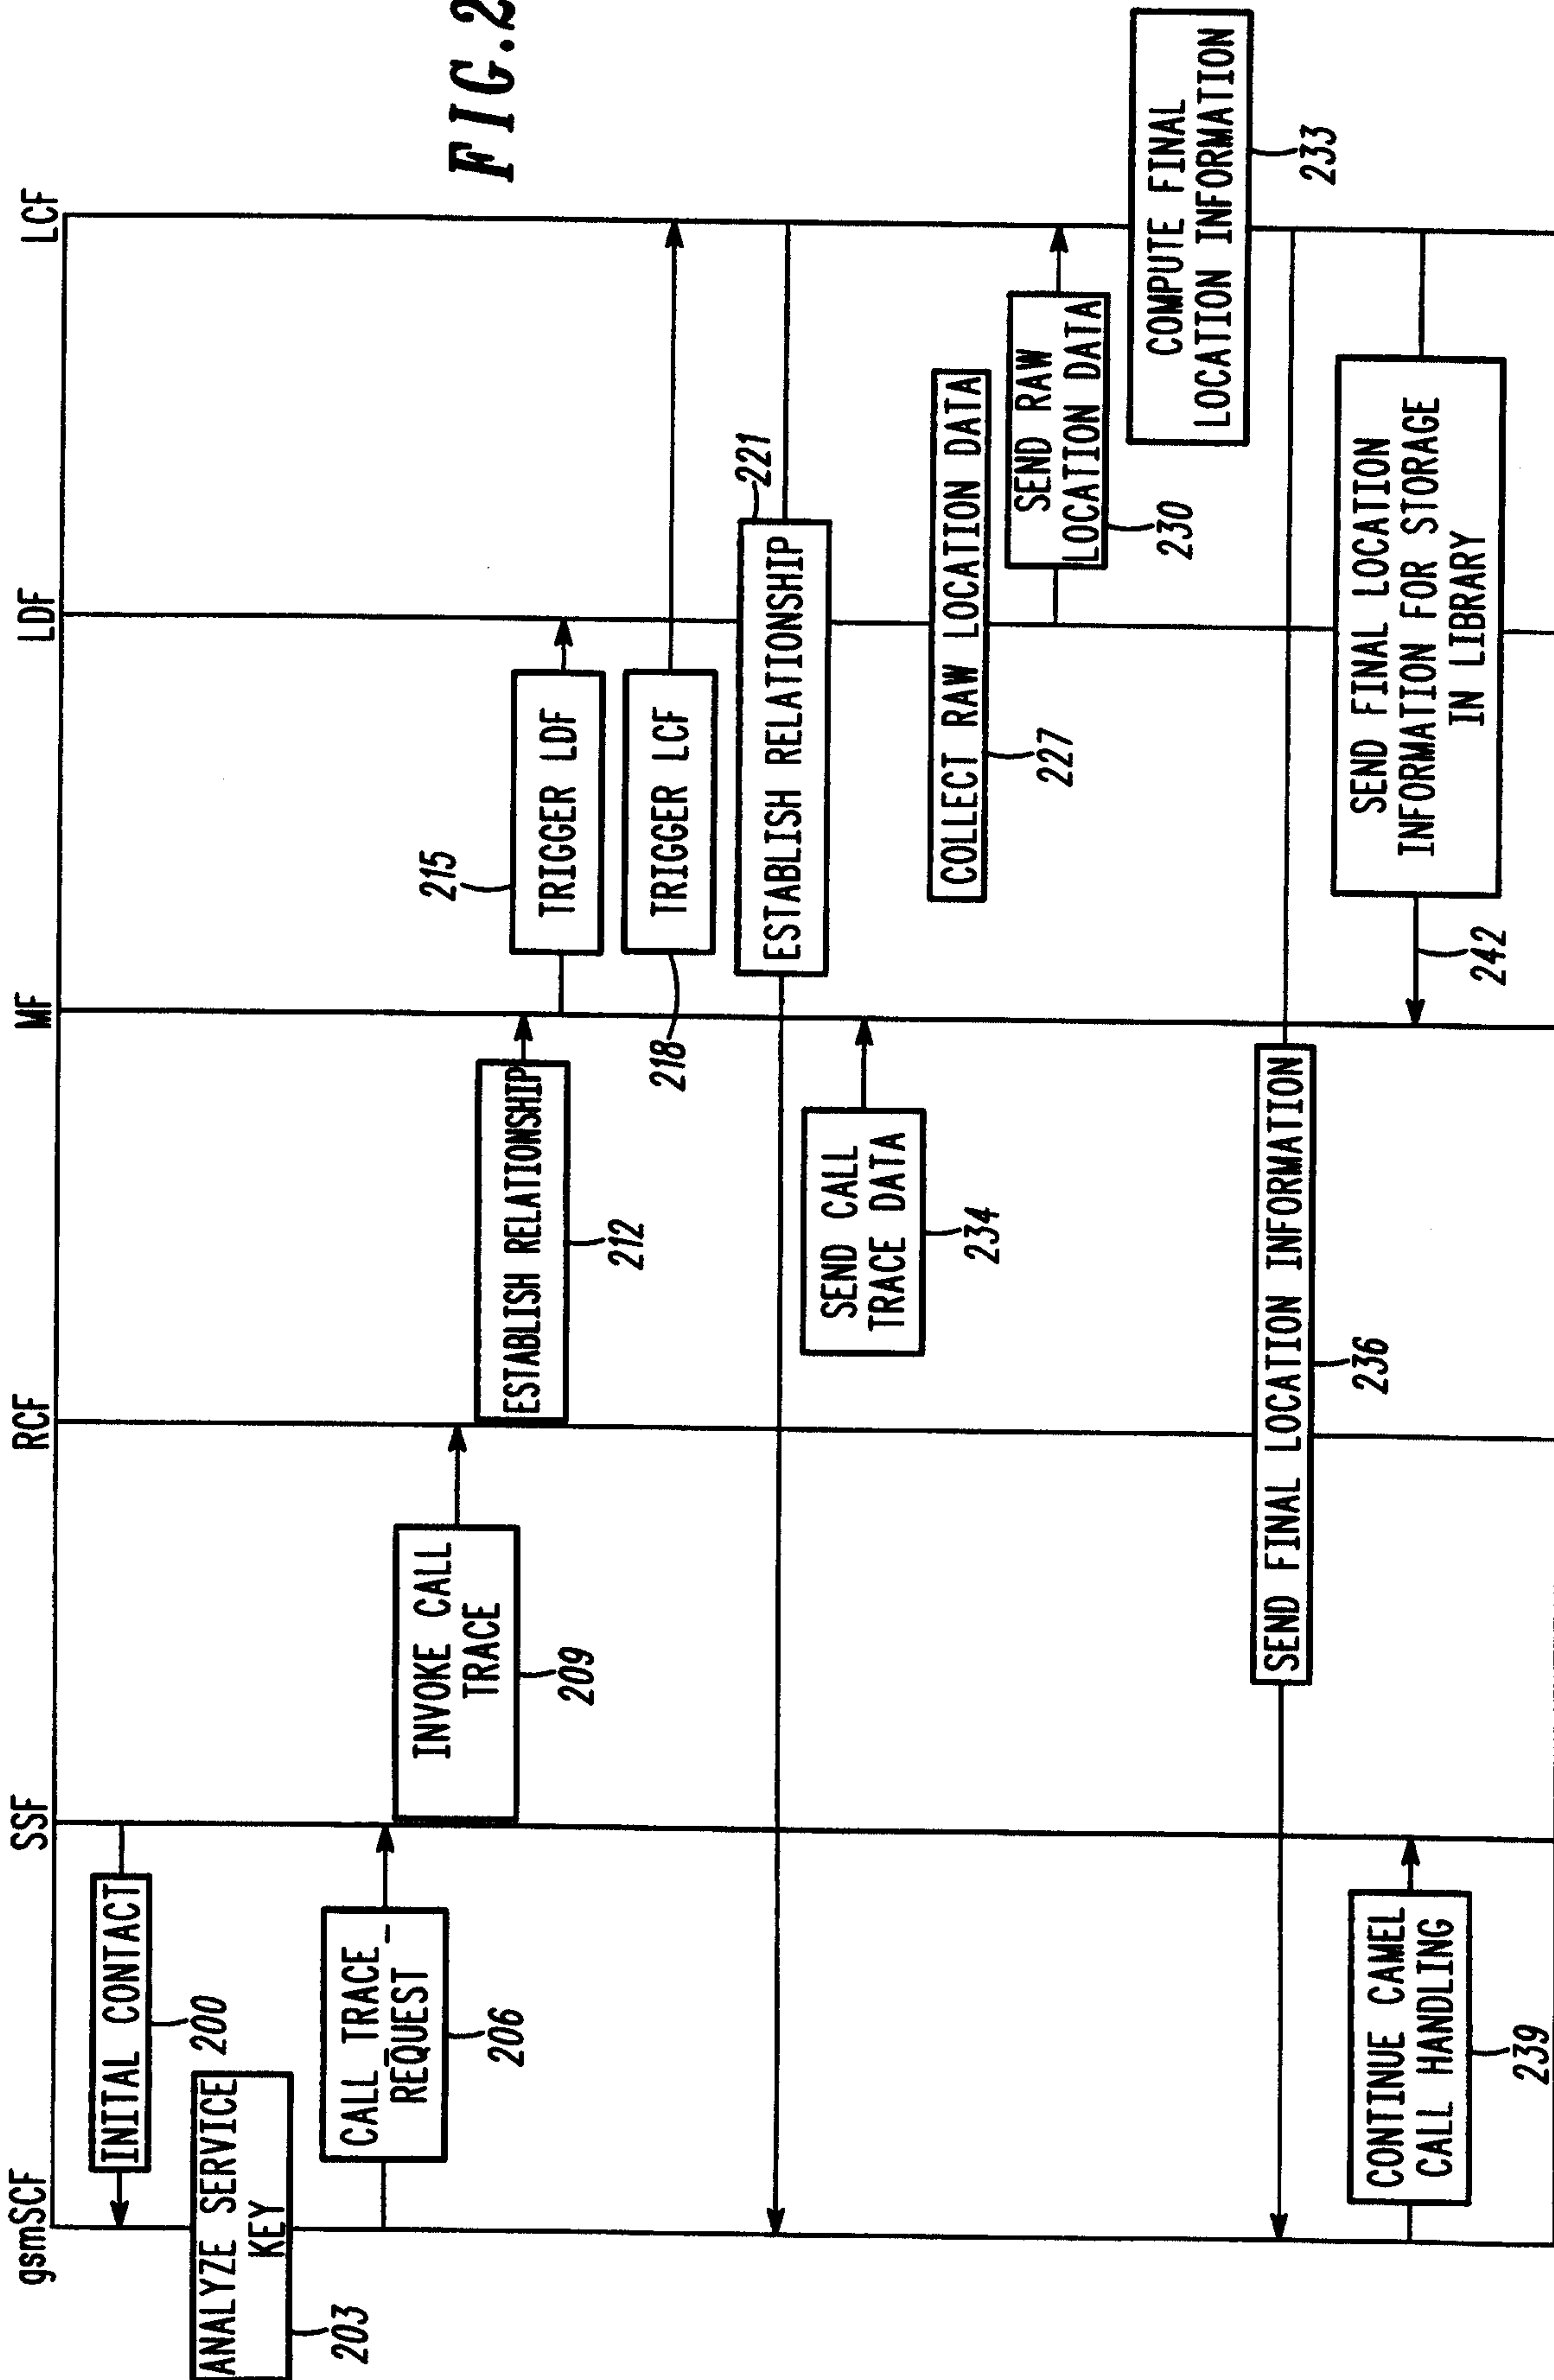 FIG.2
gsmSCF
SSF
RCF
MF
LDF
LCF
INITAL CONTACT
200
ANALYZE SERVICE
KEY
203
CALL TRACE_
REQUEST
206
INVOKE CALL
TRACE
209
ESTABLISH RELATIONSHIP
212
TRIGGER LDF
215
TRIGGER LCF
218
ESTABLISH RELATIONSHIP
221
SEND CALL
TRACE DATA
234
COLLECT RAW LOCATION DATA
227
SEND RAW
LOCATION DATA
230
COMPUTE FINAL
LOCATION INFORMATION
233
SEND FINAL LOCATION INFORMATION
236
CONTINUE CAMEL
CALL HANDLING
239
SEND FINAL LOCATION
INFORMATION FOR STORAGE
IN LIBRARY
242